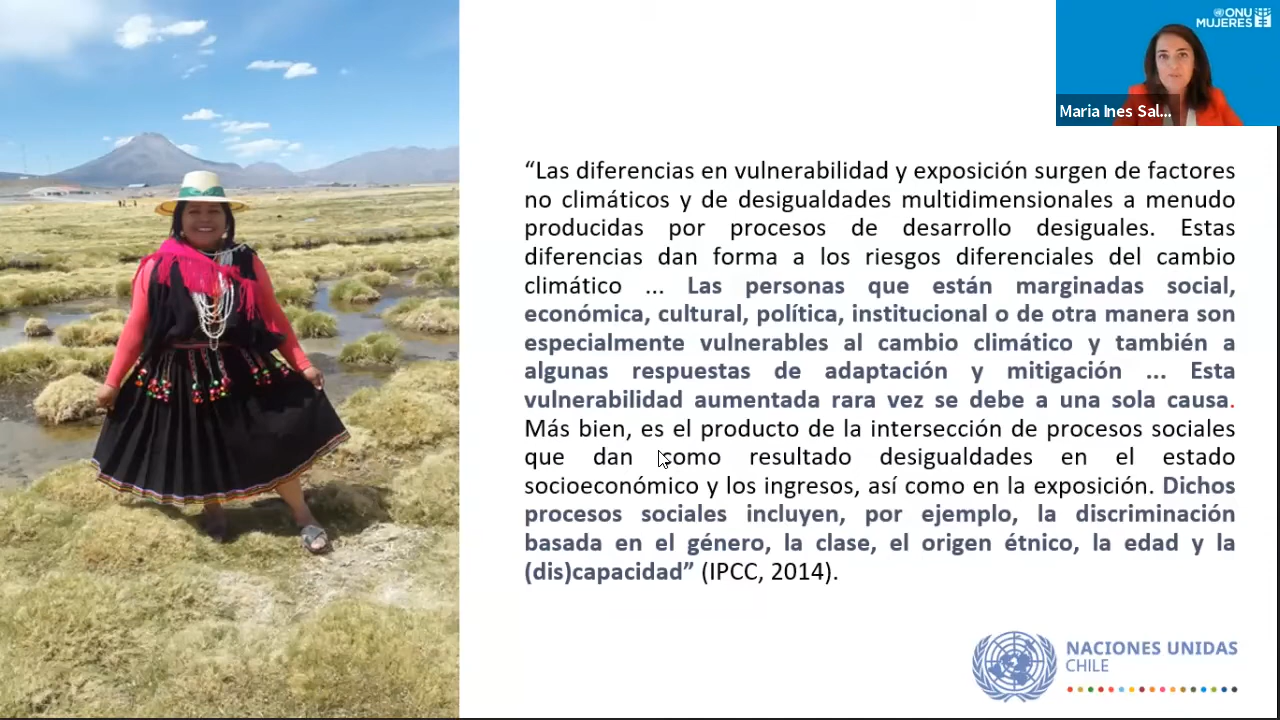 ONU
MUJERES
Maria Ines Sal...
“Las diferencias en vulnerabilidad y exposición surgen de factores
no climáticos y de desigualdades multidimensionales a menudo
producidas por procesos de desarrollo desiguales. Estas
diferencias dan forma a los riesgos diferenciales del cambio
climático ... Las personas que están marginadas social,
económica, cultural, política, institucional o de otra manera son
especialmente vulnerables al cambio climático y también a
algunas respuestas de adaptación y mitigación ... Esta
vulnerabilidad aumentada rara vez se debe a una sola causa.
Más bien, es el producto de la intersección de procesos sociales
que dan como resultado desigualdades en el estado
socioeconómico y los ingresos, así como en la exposición. Dichos
procesos sociales incluyen, por ejemplo, la discriminación
basada en el género, la clase, el origen étnico, la edad y la
(dis)capacidad” (IPCC, 2014).
NACIONES UNIDAS
CHILE